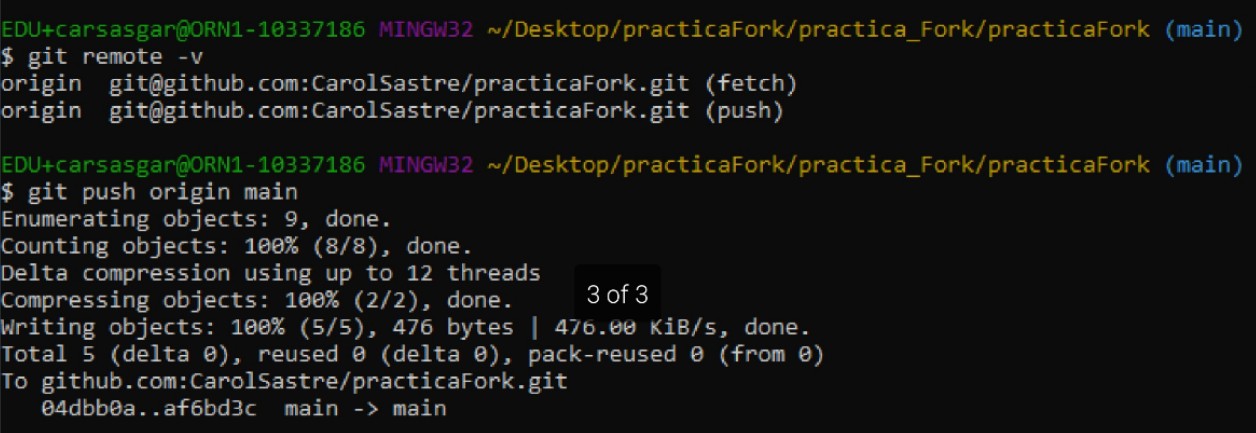 EDU+carsasgar@ORN1-10337186 MINGW32 ~/Desktop/practicaFork/practica_Fork/practicaFork (main)
$ git remote -v
origin  git@github.com:CarolSastre/practicaFork.git (fetch)
origin  git@github.com:CarolSastre/practicaFork.git (push)
EDU+carsasgar@ORN1-10337186 MINGW32 ~/Desktop/practicaFork/practica_Fork/practicaFork (main)
$ git push origin main
Enumerating objects: 9, done.
Counting objects: 100% (8/8), done.
Delta compression using up to 12 threads
Compressing objects: 100% (2/2), done.
3 of 3
Writing objects: 100% (5/5), 476 bytes | 476.00 KiB/s, done.
Total 5 (delta 0), reused 0 (delta 0), pack-reused 0 (from 0)
To github.com:CarolSastre/practicaFork.git
   04dbb0a..af6bd3c  main -> main